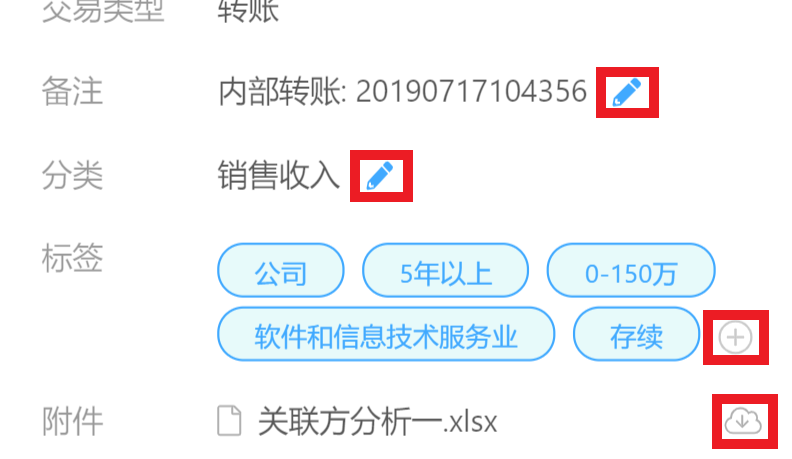 交易类型 转账
备注 内部转账: 20190717104356
分类 销售收入
标签 公司 5年以上 0-150万
软件和信息技术服务业 存续
附件 关联方分析一.xlsx